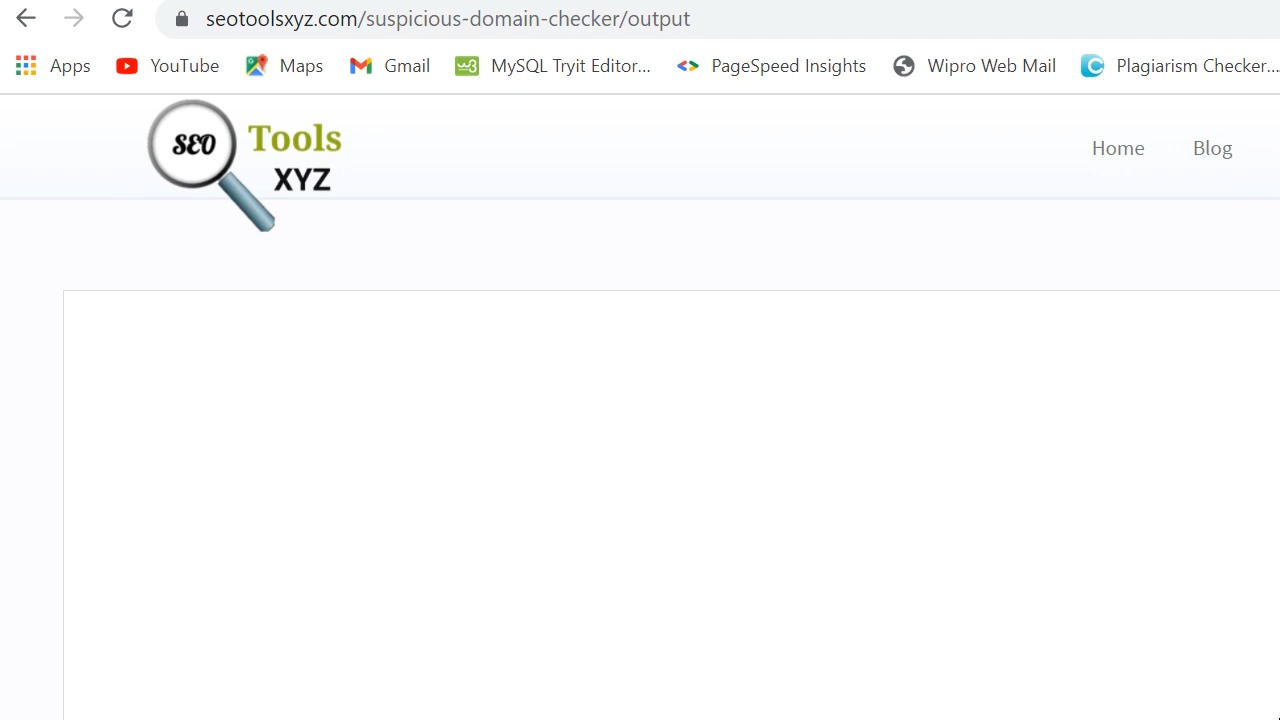 seotoolsxyz.com/suspicious-domain-checker/output
Apps YouTube Maps Gmail MySQL Tryit Editor... PageSpeed Insights Wipro Web Mail Plagiarism Checker...
SEO Tools
XYZ
Home Blog